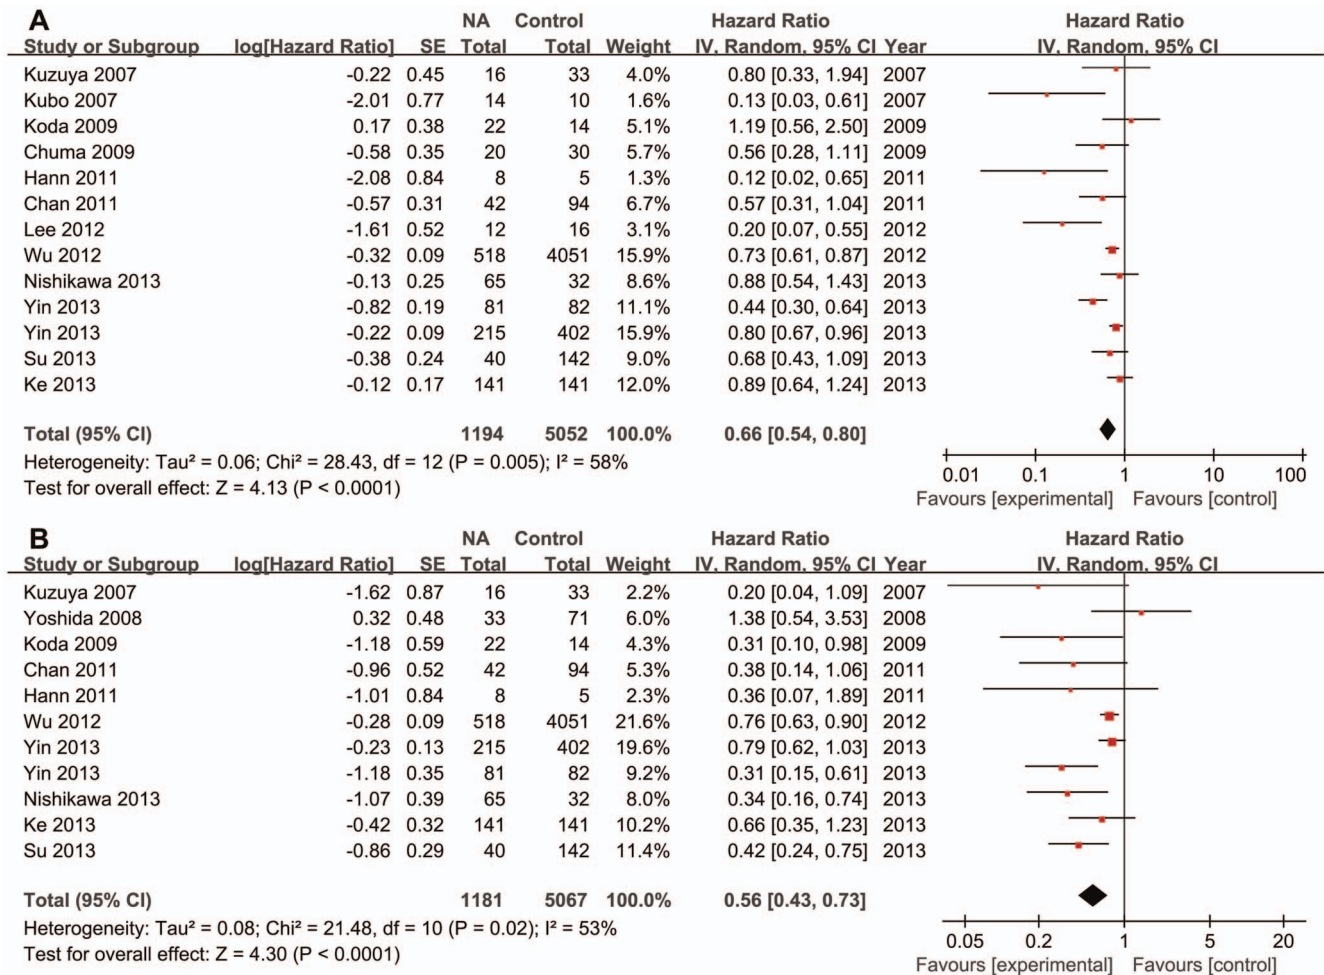 A NA Control Hazard Ratio Hazard Ratio
Study or Subgroup log[Hazard Ratio] SE Total Total Weight IV, Random, 95% CI Year IV, Random, 95% CI
Kuzuya 2007 -0.22 0.45 16 33 4.0% 0.80 [0.33, 1.94] 2007
Kubo 2007 -2.01 0.77 14 10 1.6% 0.13 [0.03, 0.61] 2007
Koda 2009 0.17 0.38 22 14 5.1% 1.19 [0.56, 2.50] 2009
Chuma 2009 -0.58 0.35 20 30 5.7% 0.56 [0.28, 1.11] 2009
Hann 2011 -2.08 0.84 8 5 1.3% 0.12 [0.02, 0.65] 2011
Chan 2011 -0.57 0.31 42 94 6.7% 0.57 [0.31, 1.04] 2011
Lee 2012 -1.61 0.52 12 16 3.1% 0.20 [0.07, 0.55] 2012
Wu 2012 -0.32 0.09 518 4051 15.9% 0.73 [0.61, 0.87] 2012
Nishikawa 2013 -0.13 0.25 65 32 8.6% 0.88 [0.54, 1.43] 2013
Yin 2013 -0.82 0.19 81 82 11.1% 0.44 [0.30, 0.64] 2013
Yin 2013 -0.22 0.09 215 402 15.9% 0.80 [0.67, 0.96] 2013
Su 2013 -0.38 0.24 40 142 9.0% 0.68 [0.43, 1.09] 2013
Ke 2013 -0.12 0.17 141 141 12.0% 0.89 [0.64, 1.24] 2013
Total (95% CI) 1194 5052 100.0% 0.66 [0.54, 0.80]
Heterogeneity: Tau² = 0.06; Chi² = 28.43, df = 12 (P = 0.005); I² = 58%
Test for overall effect: Z = 4.13 (P < 0.0001)
0.01 0.1 1 10 100
Favours [experimental] Favours [control]
B NA Control Hazard Ratio Hazard Ratio
Study or Subgroup log[Hazard Ratio] SE Total Total Weight IV, Random, 95% CI Year IV, Random, 95% CI
Kuzuya 2007 -1.62 0.87 16 33 2.2% 0.20 [0.04, 1.09] 2007
Yoshida 2008 0.32 0.48 33 71 6.0% 1.38 [0.54, 3.53] 2008
Koda 2009 -1.18 0.59 22 14 4.3% 0.31 [0.10, 0.98] 2009
Chan 2011 -0.96 0.52 42 94 5.3% 0.38 [0.14, 1.06] 2011
Hann 2011 -1.01 0.84 8 5 2.3% 0.36 [0.07, 1.89] 2011
Wu 2012 -0.28 0.09 518 4051 21.6% 0.76 [0.63, 0.90] 2012
Yin 2013 -0.23 0.13 215 402 19.6% 0.79 [0.62, 1.03] 2013
Yin 2013 -1.18 0.35 81 82 9.2% 0.31 [0.15, 0.61] 2013
Nishikawa 2013 -1.07 0.39 65 32 8.0% 0.34 [0.16, 0.74] 2013
Ke 2013 -0.42 0.32 141 141 10.2% 0.66 [0.35, 1.23] 2013
Su 2013 -0.86 0.29 40 142 11.4% 0.42 [0.24, 0.75] 2013
Total (95% CI) 1181 5067 100.0% 0.56 [0.43, 0.73]
Heterogeneity: Tau² = 0.08; Chi² = 21.48, df = 10 (P = 0.02); I² = 53%
Test for overall effect: Z = 4.30 (P < 0.0001)
0.05 0.2 1 5 20
Favours [experimental] Favours [control]